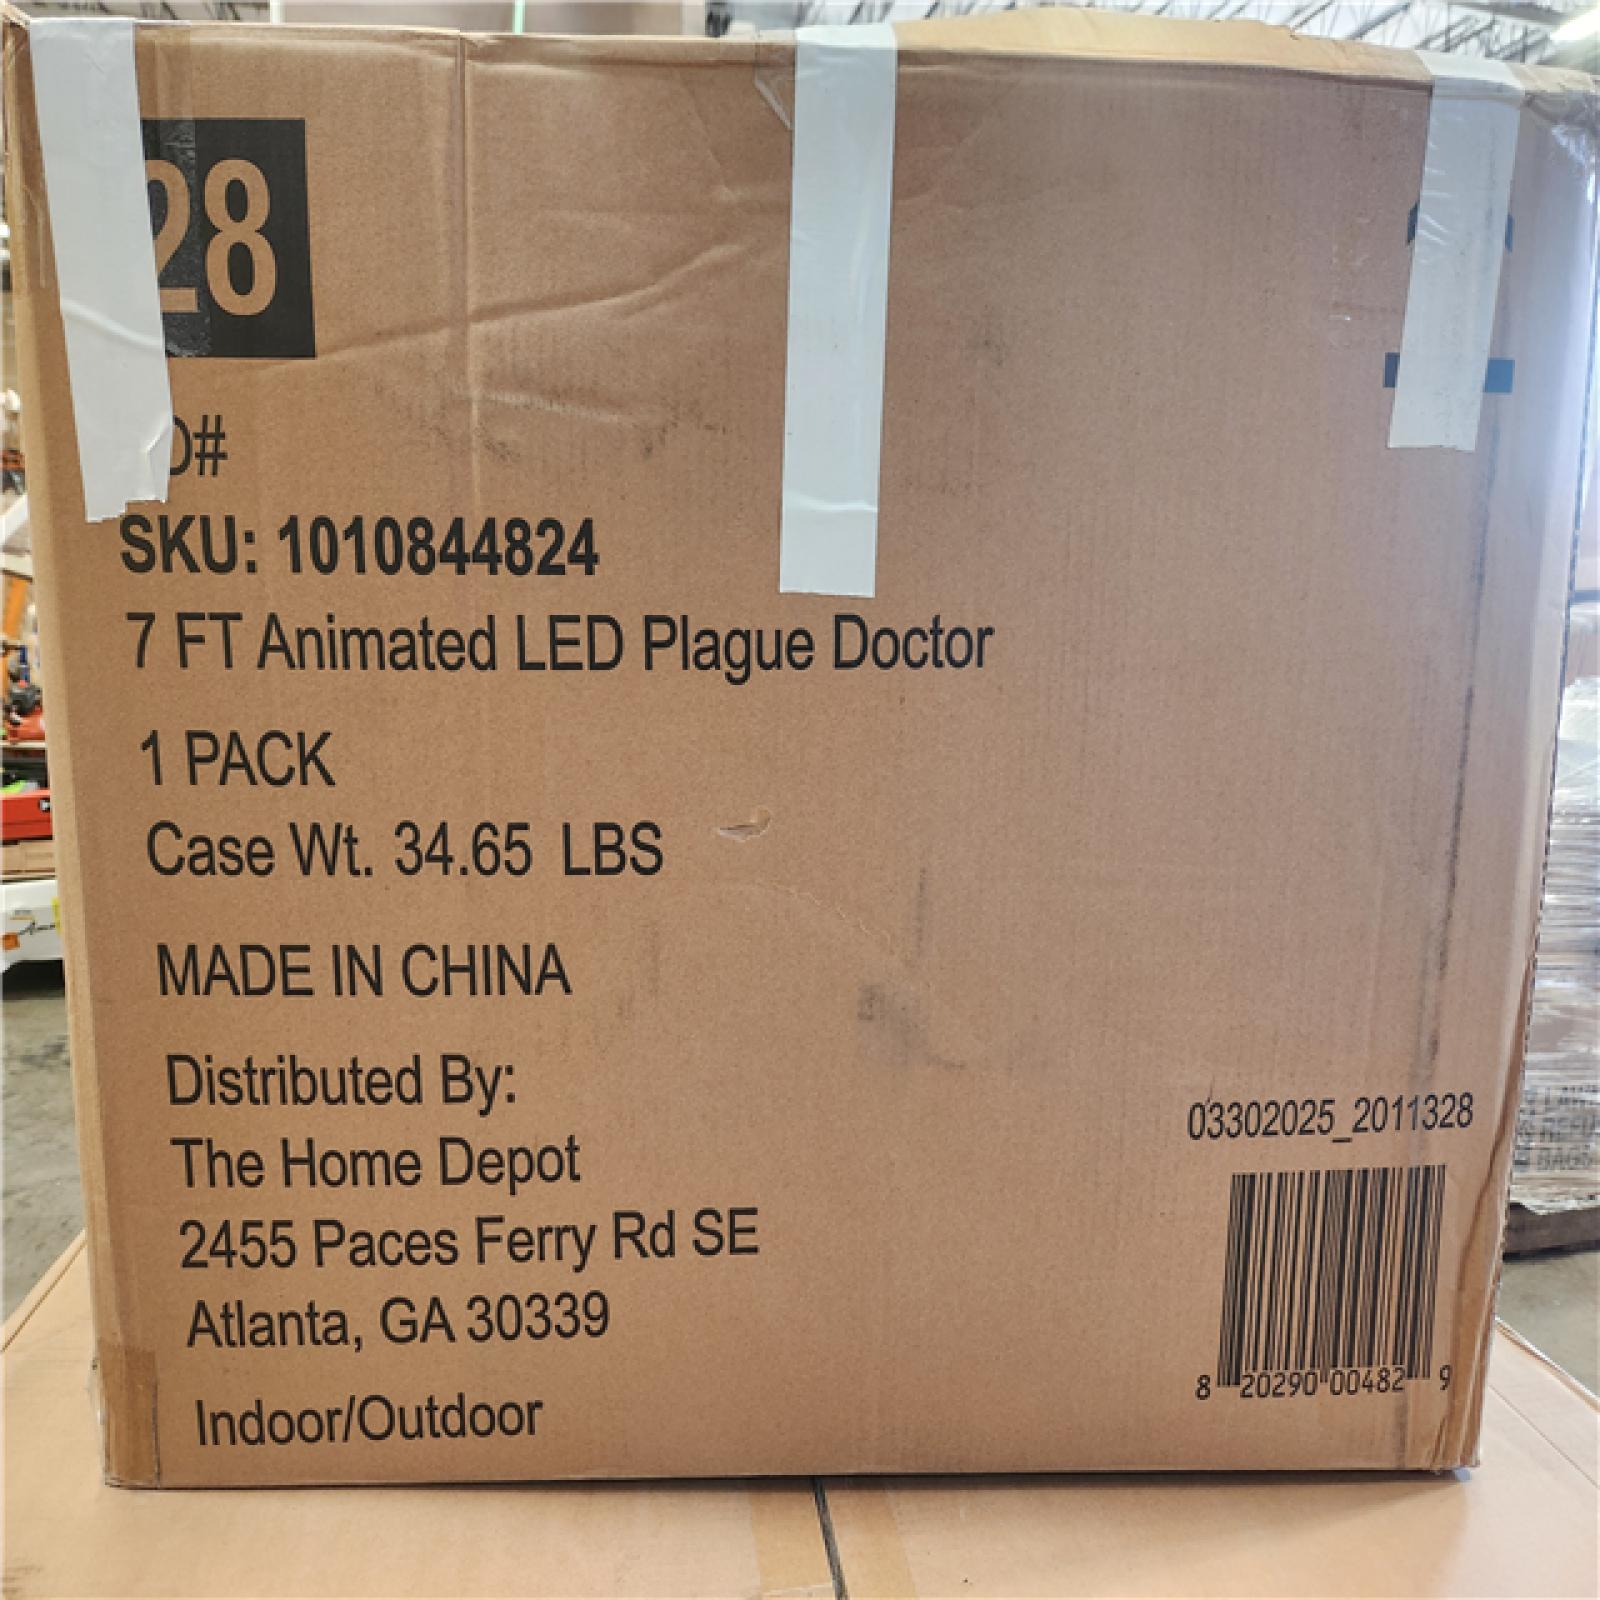 28
O#
SKU: 1010844824
7 FT Animated LED Plague Doctor
1 PACK
Case Wt. 34.65 LBS
MADE IN CHINA
Distributed By:
The Home Depot
2455 Paces Ferry Rd SE
Atlanta, GA 30339
Indoor/Outdoor
03302025_2011328
8 20290 00482 9